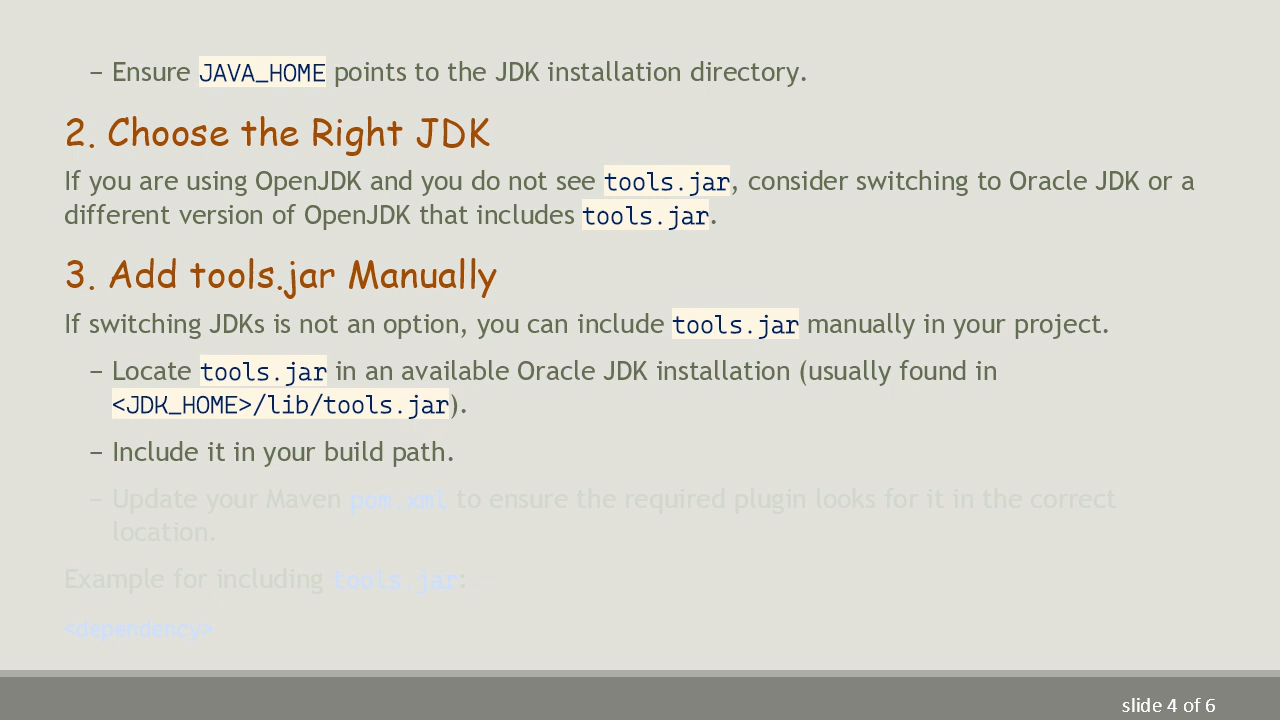 – Ensure JAVA_HOME points to the JDK installation directory.
2. Choose the Right JDK
If you are using OpenJDK and you do not see tools.jar, consider switching to Oracle JDK or a
different version of OpenJDK that includes tools.jar.
3. Add tools.jar Manually
If switching JDKs is not an option, you can include tools.jar manually in your project.
– Locate tools.jar in an available Oracle JDK installation (usually found in
<JDK_HOME>/lib/tools.jar).
– Include it in your build path.
– Update your Maven pom.xml to ensure the required plugin looks for it in the correct
location.
Example for including tools.jar:
<dependency>
slide 4 of 6